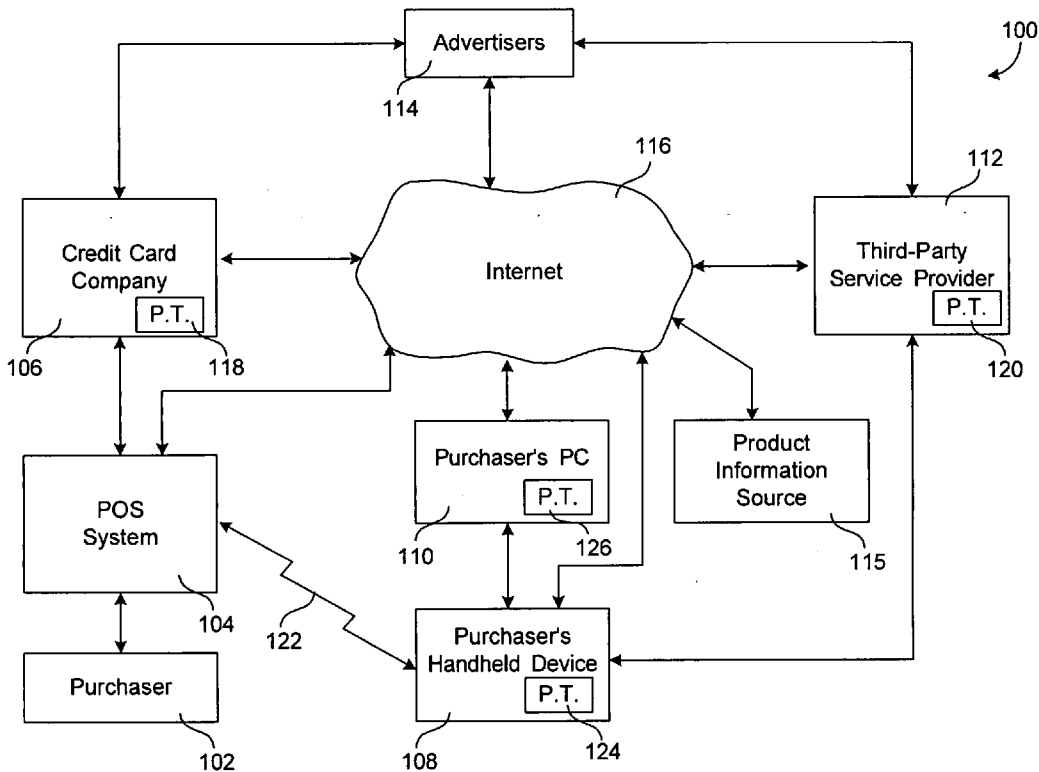 Advertisers
100
114
116
112
Credit Card
Company
P.T.
Internet
Third-Party
Service Provider
P.T.
106
118
120
POS
System
Purchaser's PC
P.T.
Product
Information
Source
110
126
115
104
122
Purchaser's
Handheld Device
P.T.
Purchaser
102
108
124